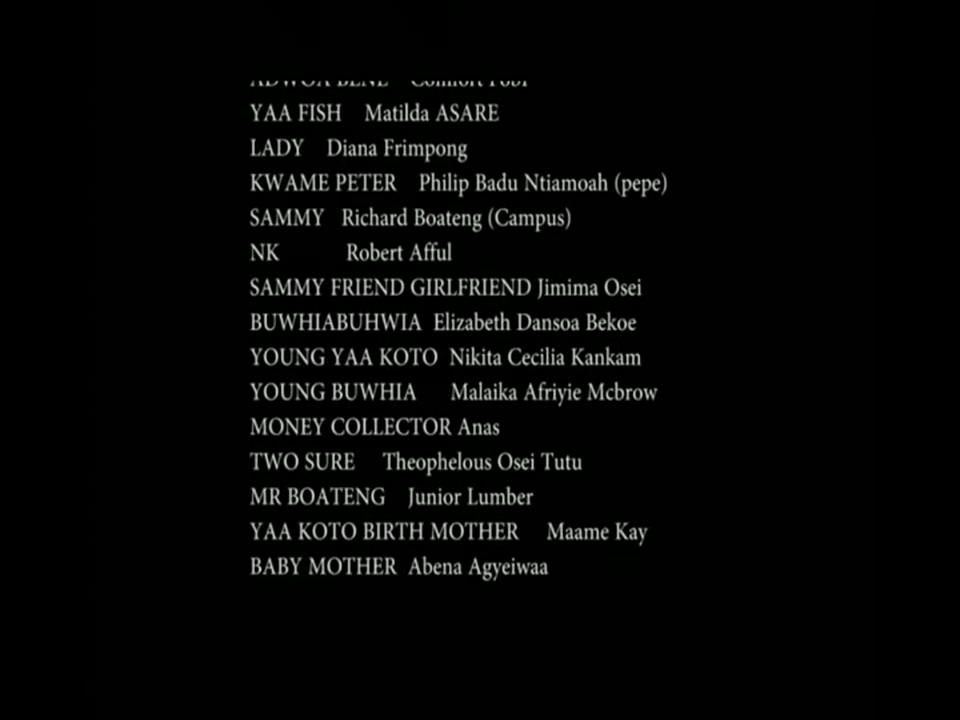 YAA FISH Matilda ASARE
LADY Diana Frimpong
KWAME PETER Philip Badu Ntiamoah (pepe)
SAMMY Richard Boateng (Campus)
NK Robert Afful
SAMMY FRIEND GIRLFRIEND Jimima Osei
BUWHIABUHWIA Elizabeth Dansoa Bekoe
YOUNG YAA KOTO Nikita Cecilia Kankam
YOUNG BUWHIA Malaika Afriyie Mcbrow
MONEY COLLECTOR Anas
TWO SURE Theophelous Osei Tutu
MR BOATENG Junior Lumber
YAA KOTO BIRTH MOTHER Maame Kay
BABY MOTHER Abena Agyeiwaa